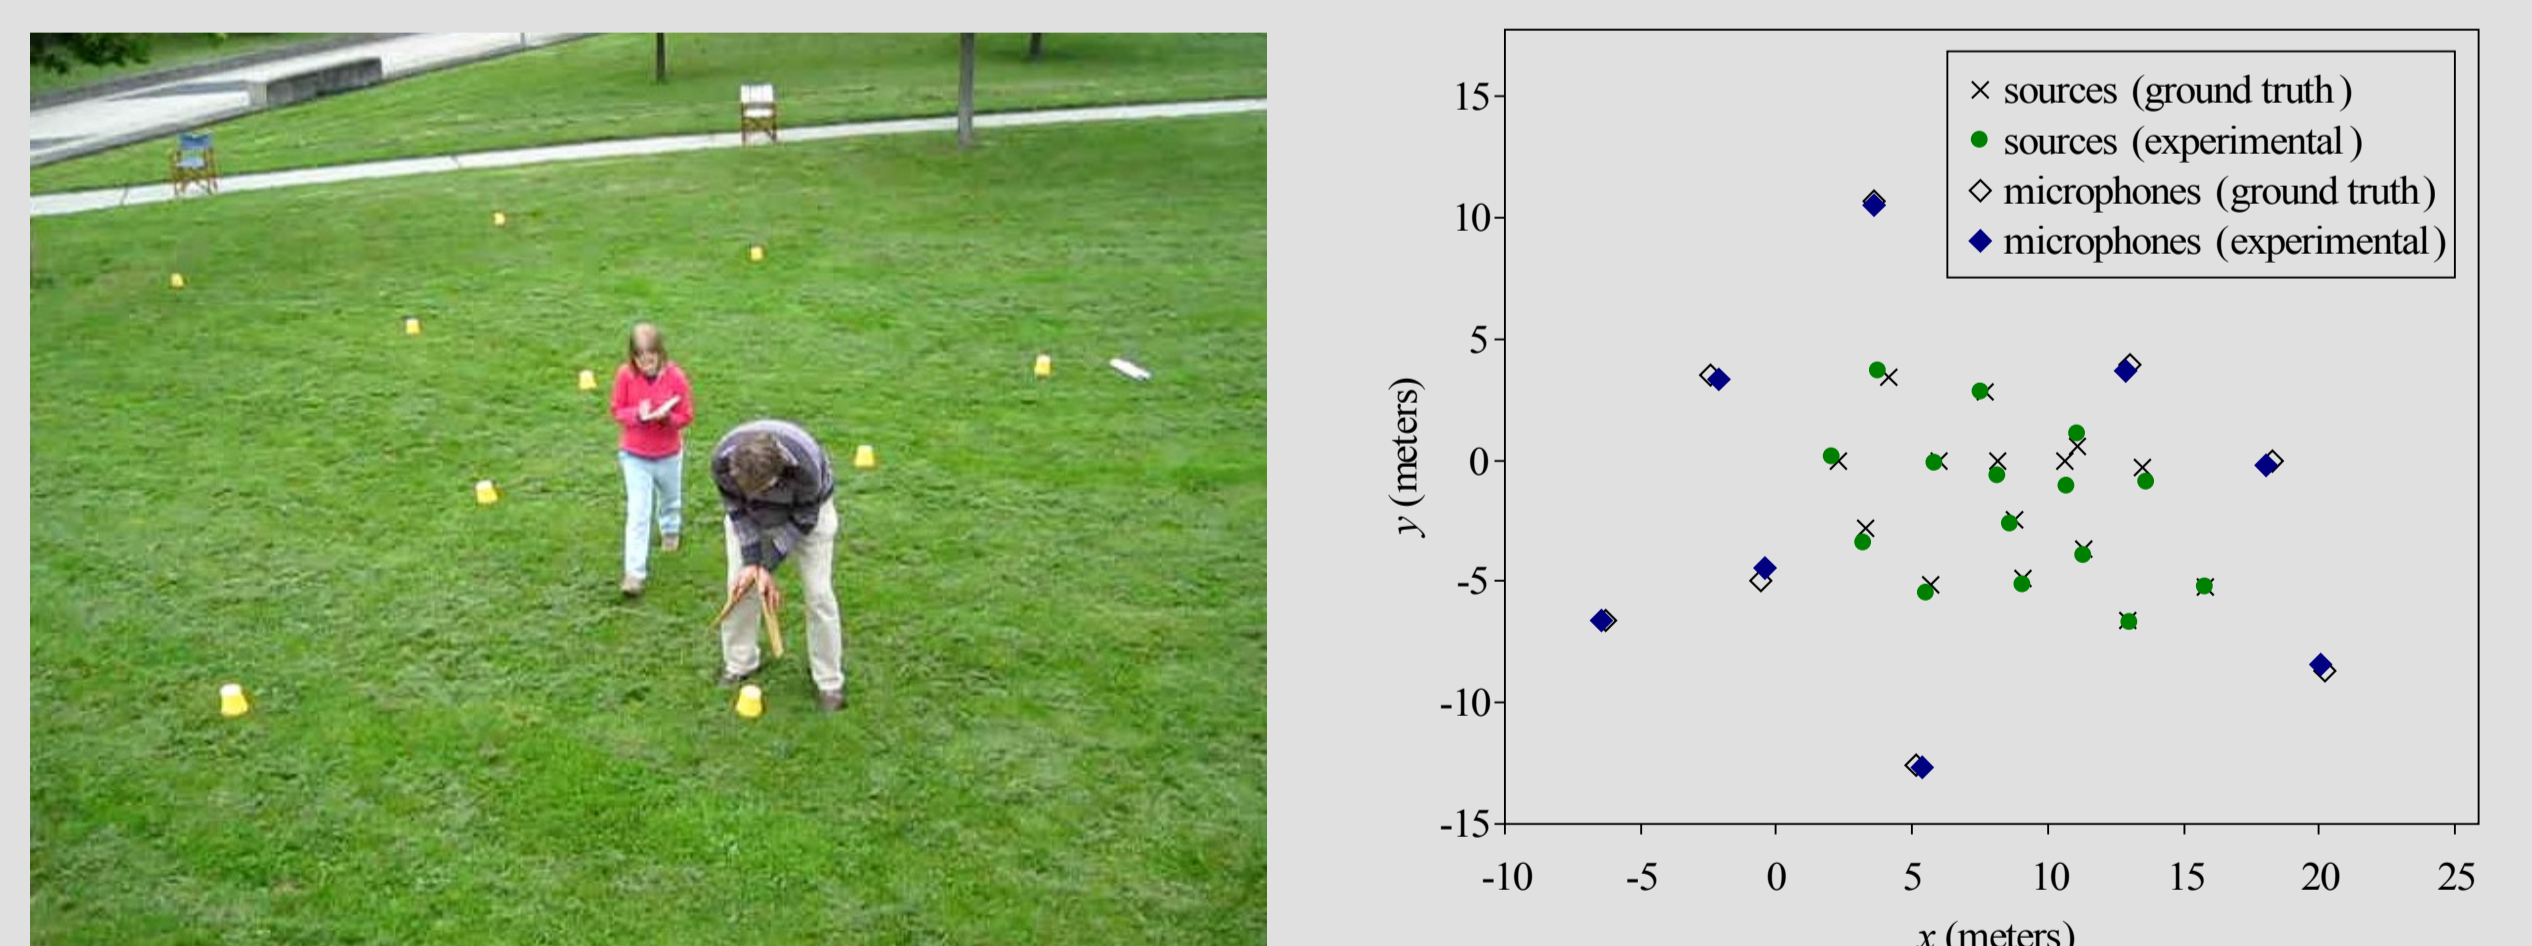 sources (ground truth)
sources (experimental)
microphones (ground truth)
microphones (experimental)
15
10
5
0
-5
-10
-15
y (meters)
-10 -5 0 5 10 15 20 25
x (meters)